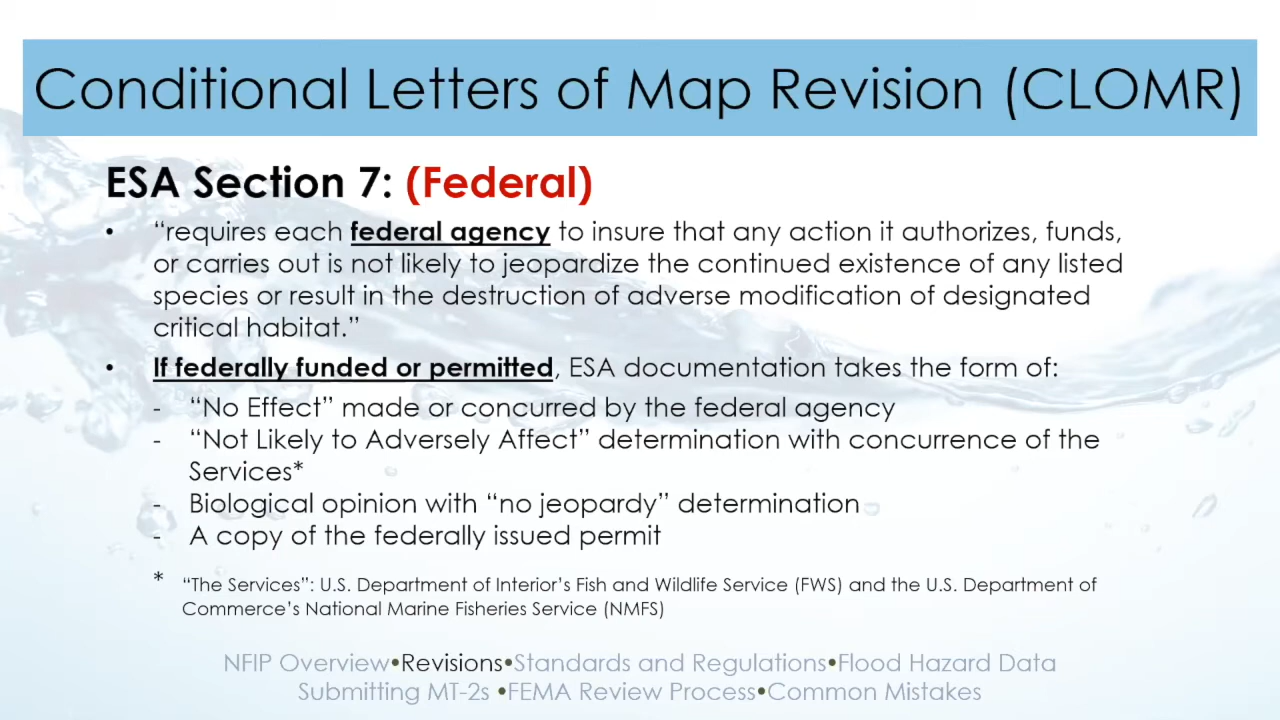 Conditional Letters of Map Revision (CLOMR)
ESA Section 7: (Federal)
• “requires each federal agency to insure that any action it authorizes, funds,
or carries out is not likely to jeopardize the continued existence of any listed
species or result in the destruction of adverse modification of designated
critical habitat.”
• If federally funded or permitted, ESA documentation takes the form of:
- “No Effect” made or concurred by the federal agency
- “Not Likely to Adversely Affect” determination with concurrence of the
Services*
- Biological opinion with “no jeopardy” determination
- A copy of the federally issued permit
* “The Services”: U.S. Department of Interior’s Fish and Wildlife Service (FWS) and the U.S. Department of
Commerce’s National Marine Fisheries Service (NMFS)
NFIP Overview•Revisions•Standards and Regulations•Flood Hazard Data
Submitting MT-2s •FEMA Review Process•Common Mistakes